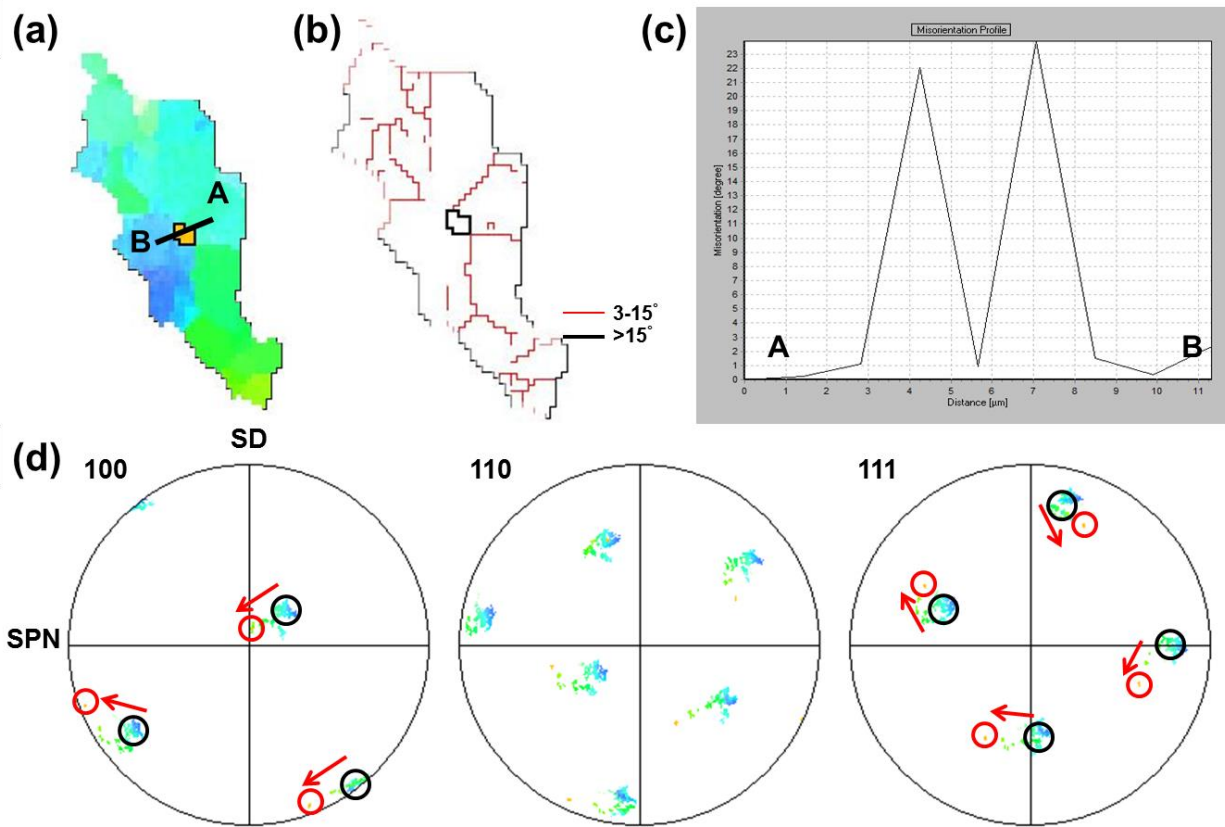 (a)
A
B
(b)
3-15°
>15°
(c)
Misorientation Profile
Misorientation [degree]
23
22
21
20
19
18
17
16
15
14
13
12
11
10
9
8
7
6
5
4
3
2
1
0
A
B
0 1 2 3 4 5 6 7 8 9 10 11
Distance [µm]
(d)
SD
100
110
111
SPN